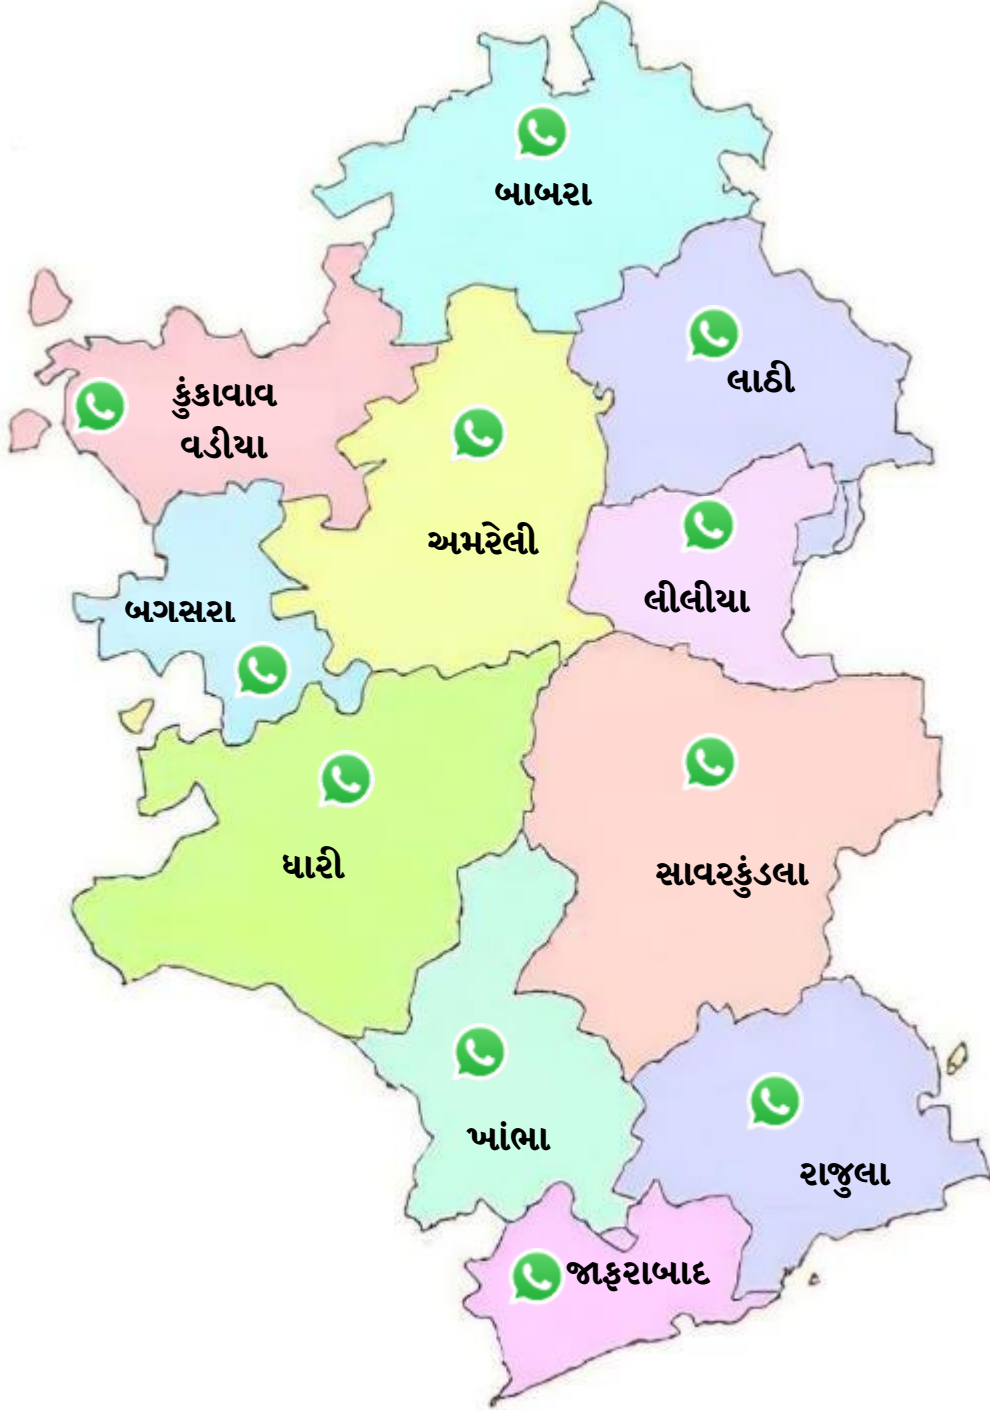 બાબરા
લાઠી
કુંકાવાવ
વડીયા
અમરેલી
લીલીયા
બગસરા
ધારી
સાવરકુંડલા
ખાંભા
રાજુલા
જાફરાબાદ